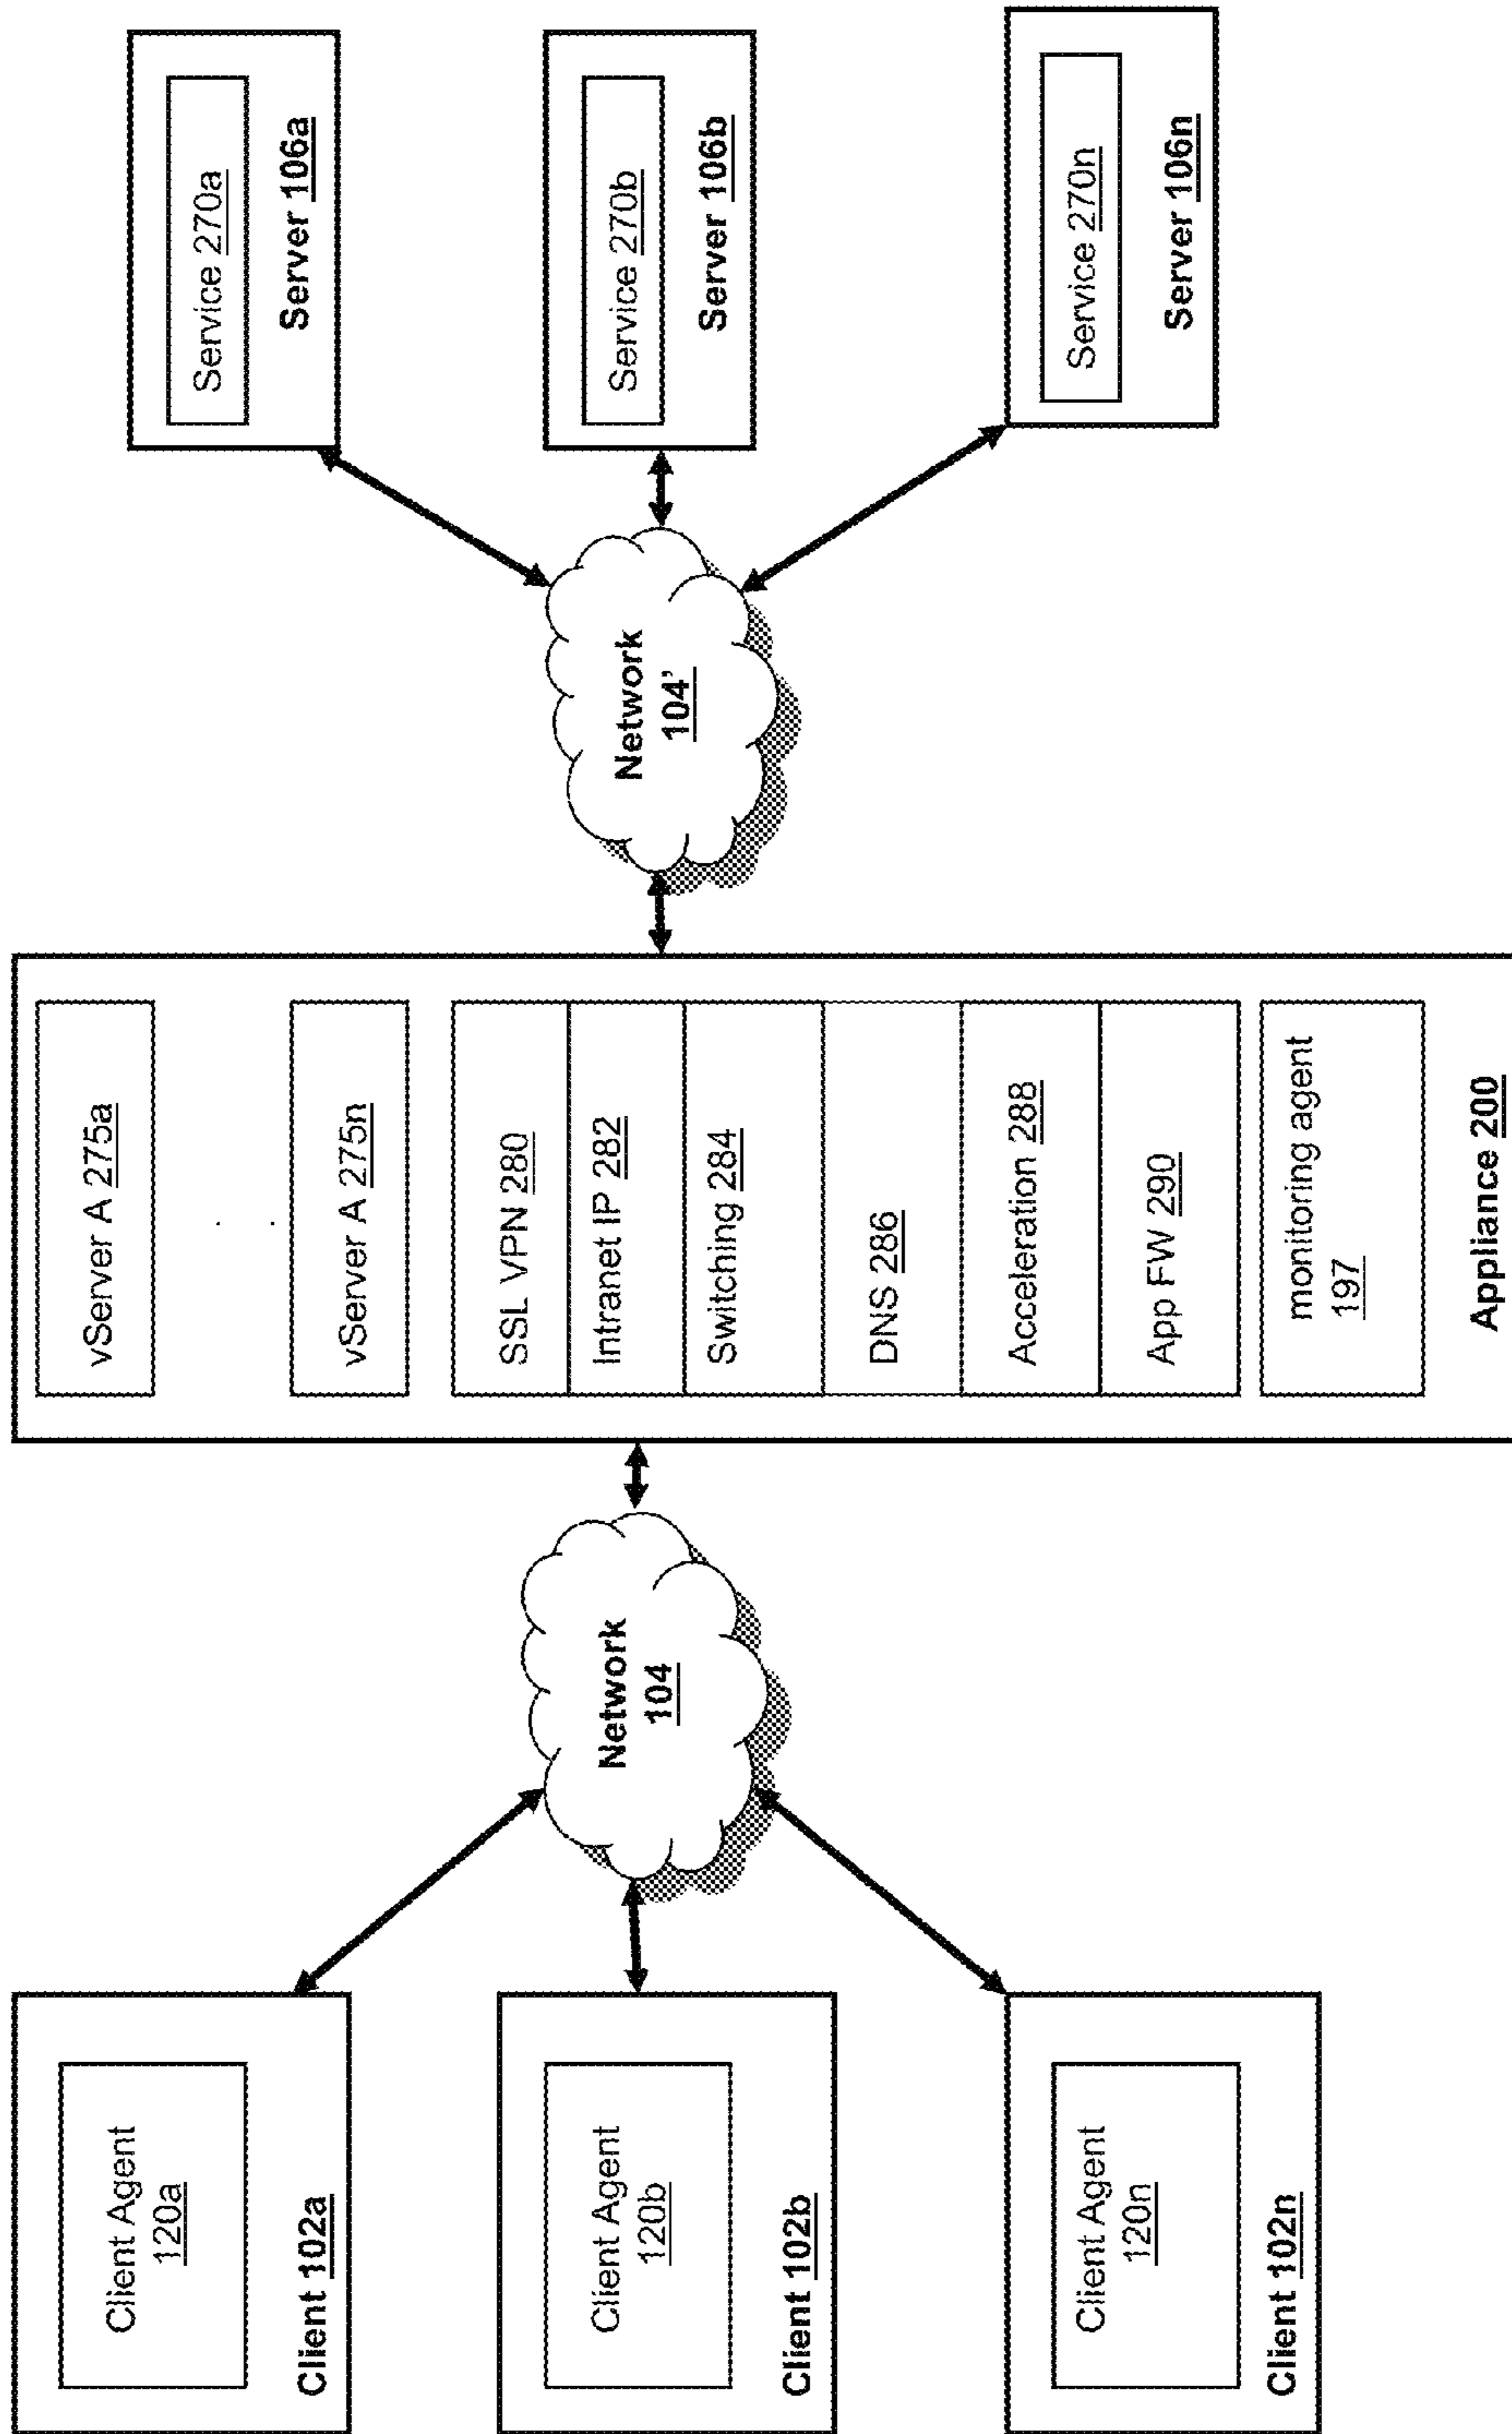 Client Agent
120a
Client 102a
Client Agent
120b
Client 102b
Client Agent
120n
Client 102n
Network
104
vServer A 275a
vServer A 275n
SSL VPN 280
Intranet IP 282
Switching 284
DNS 286
Acceleration 288
App FW 290
monitoring agent
197
Appliance 200
Network
104’
Service 270a
Server 106a
Service 270b
Server 106b
Service 270n
Server 106n